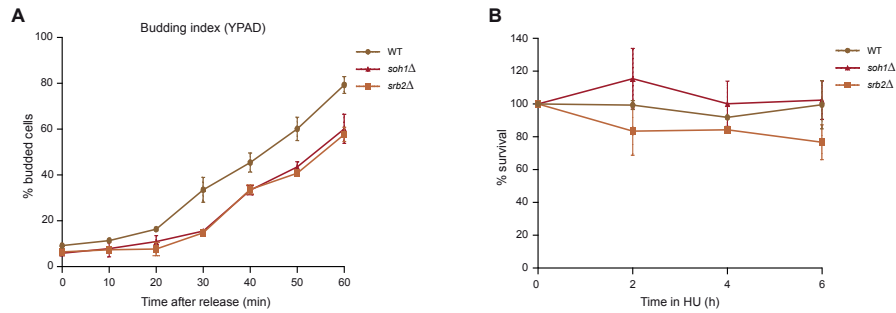 A
Budding index (YPAD)
100
80
60
40
20
0
% budded cells
0 10 20 30 40 50 60
Time after release (min)
WT
soh1Δ
srb2Δ
B
140
120
100
80
60
40
20
0
% survival
0 2 4 6
Time in HU (h)
WT
soh1Δ
srb2Δ